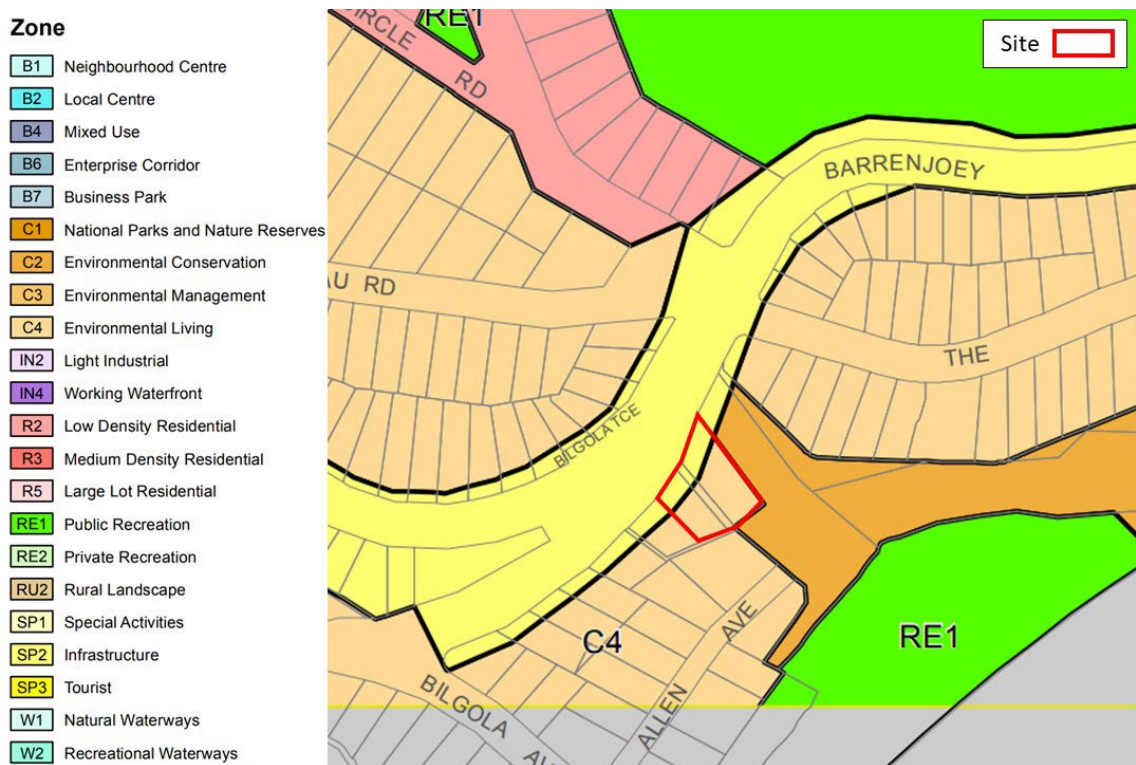 Zone
B1 Neighbourhood Centre
B2 Local Centre
B4 Mixed Use
B6 Enterprise Corridor
B7 Business Park
C1 National Parks and Nature Reserves
C2 Environmental Conservation
C3 Environmental Management
C4 Environmental Living
IN2 Light Industrial
IN4 Working Waterfront
R2 Low Density Residential
R3 Medium Density Residential
R5 Large Lot Residential
RE1 Public Recreation
RE2 Private Recreation
RU2 Rural Landscape
SP1 Special Activities
SP2 Infrastructure
SP3 Tourist
W1 Natural Waterways
W2 Recreational Waterways
RE1
Site
CIRCLE RD
BARRENJOEY
AU RD
THE
BILGOLA TCE
C4
RE1
BILGOLA AV
ALLEN AVE